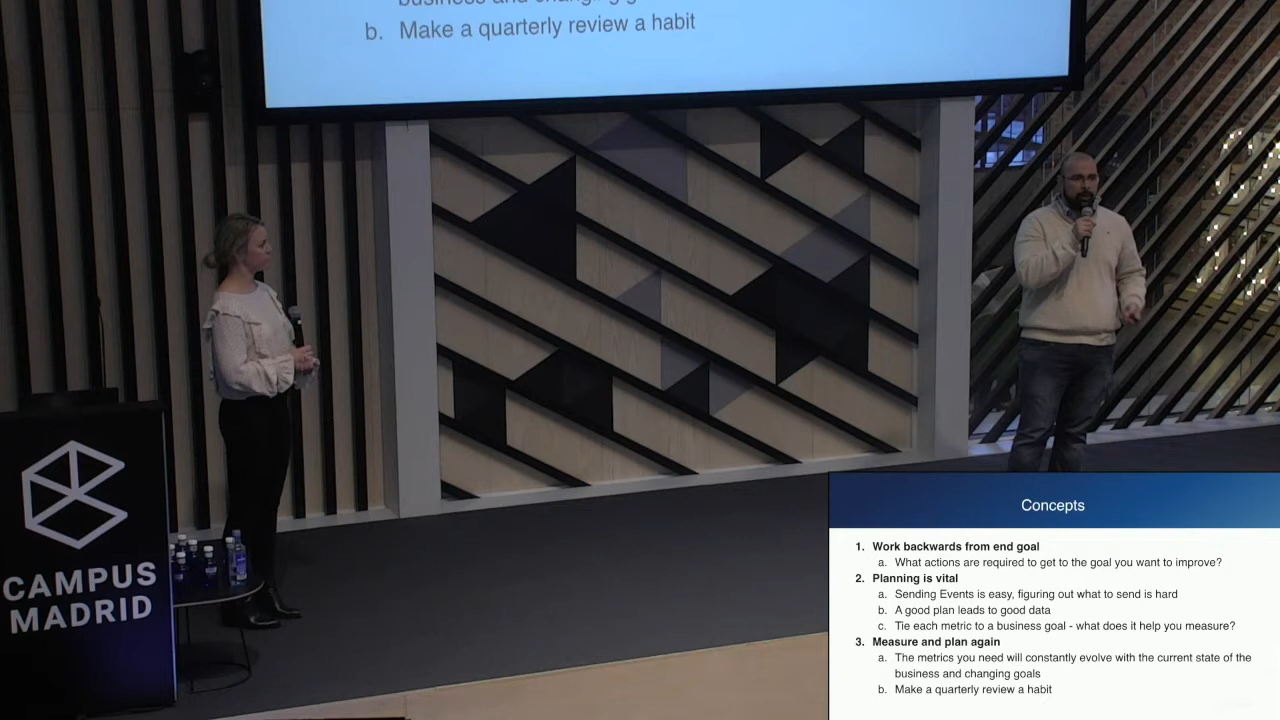 business and changing g
b. Make a quarterly review a habit
CAMPUS
MADRID
Concepts
1. Work backwards from end goal
a. What actions are required to get to the goal you want to improve?
2. Planning is vital
a. Sending Events is easy, figuring out what to send is hard
b. A good plan leads to good data
c. Tie each metric to a business goal - what does it help you measure?
3. Measure and plan again
a. The metrics you need will constantly evolve with the current state of the
business and changing goals
b. Make a quarterly review a habit